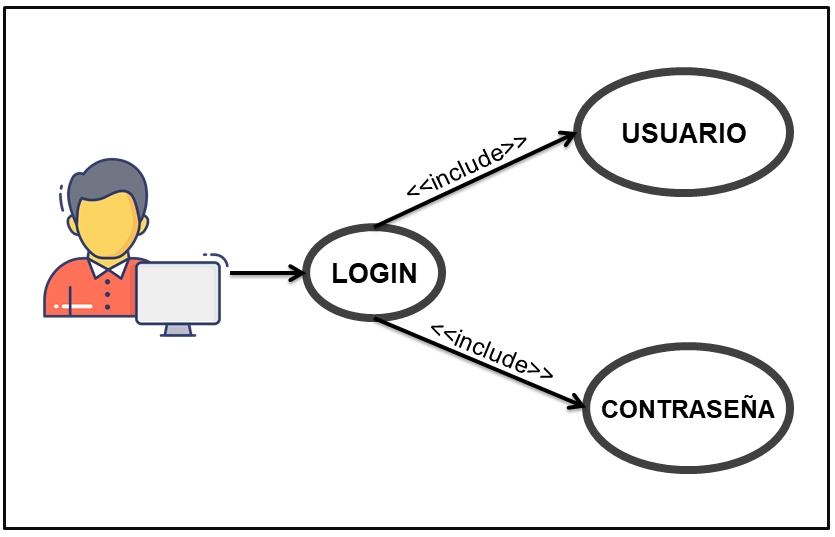 USUARIO
<<include>>
LOGIN
<<include>>
CONTRASEÑA